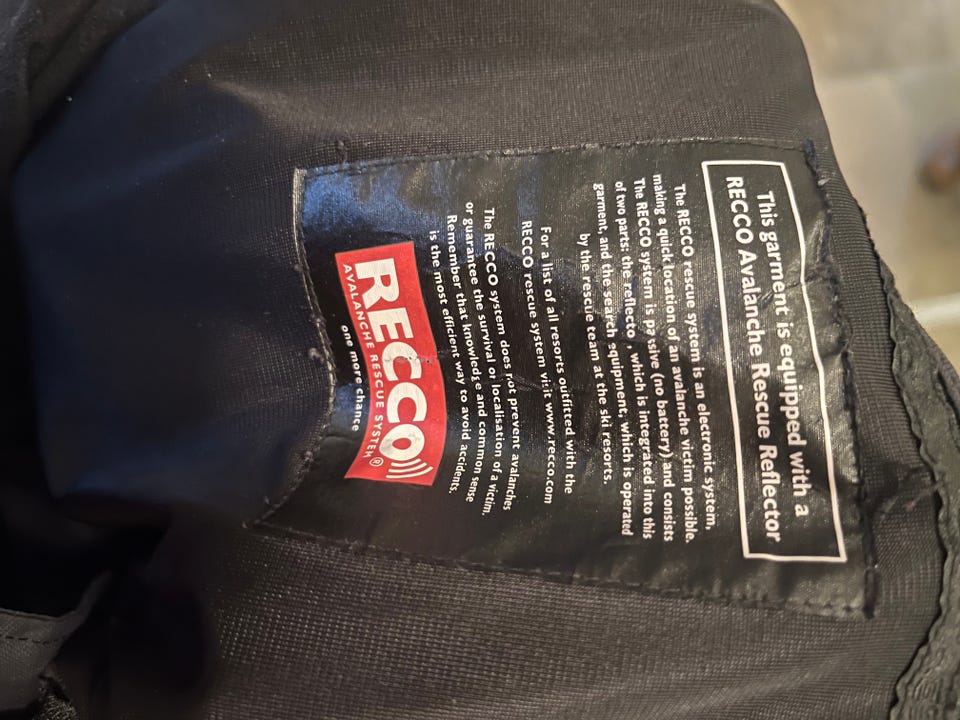 This garment is equipped with a
RECCO Avalanche Rescue Reflector
The RECCO rescue system is an electronic system,
making a quick location of an avalanche victim possible.
The RECCO system is passive (no battery) and consists
of two parts: the reflector, which is integrated into this
garment, and the search equipment, which is operated
by the rescue team at the ski resorts.
For a list of all resorts outfitted with the
RECCO rescue system visit www.recco.com
The RECCO system does not prevent avalanches
or guarantee the survival or localisation of a victim.
Remember that knowledge and common sense
is the most efficient way to avoid accidents.
RECCO
AVALANCHE RESCUE SYSTEM®
one more chance